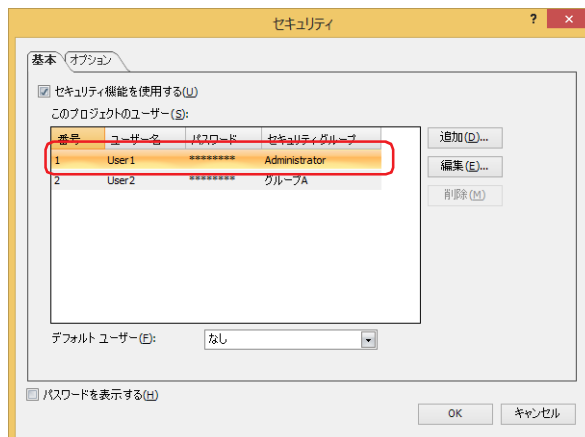 セキュリティ
? ×
基本 オプション
セキュリティ機能を使用する(U)
このプロジェクトのユーザー(S):
番号 ユーザー名 パスワード セキュリティ グループ
1 User1 ******** Administrator
2 User2 ******** グループA
追加(D)...
編集(E)...
削除(M)
デフォルト ユーザー(F): なし
パスワードを表示する(H)
OK キャンセル